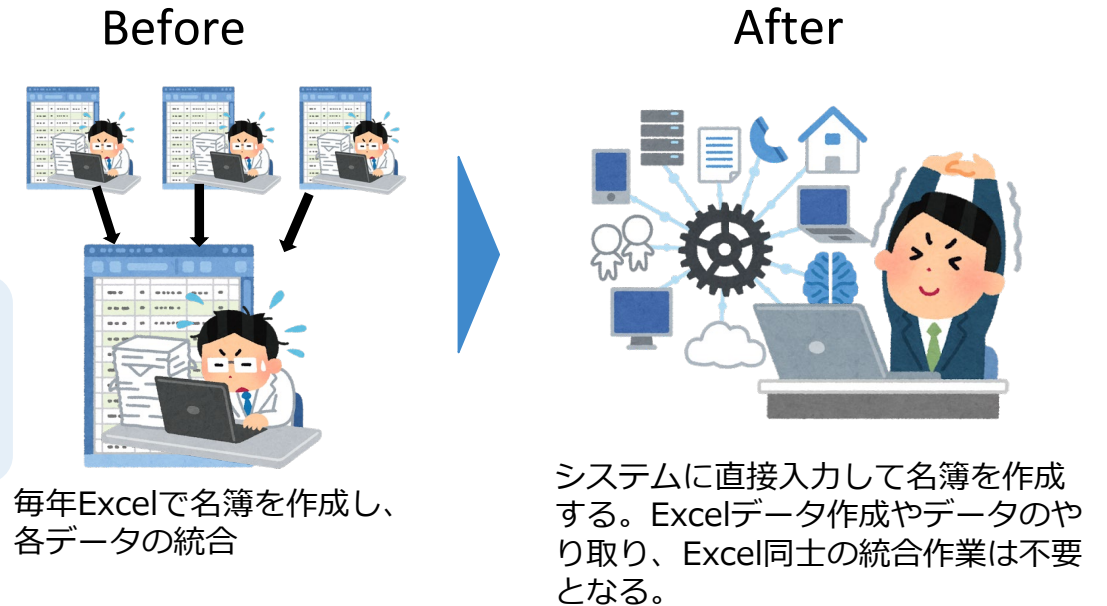 Before
After
毎年Excelで名簿を作成し、
各データの統合
システムに直接入力して名簿を作成
する。Excelデータ作成やデータのや
り取り、Excel同士の統合作業は不要
となる。